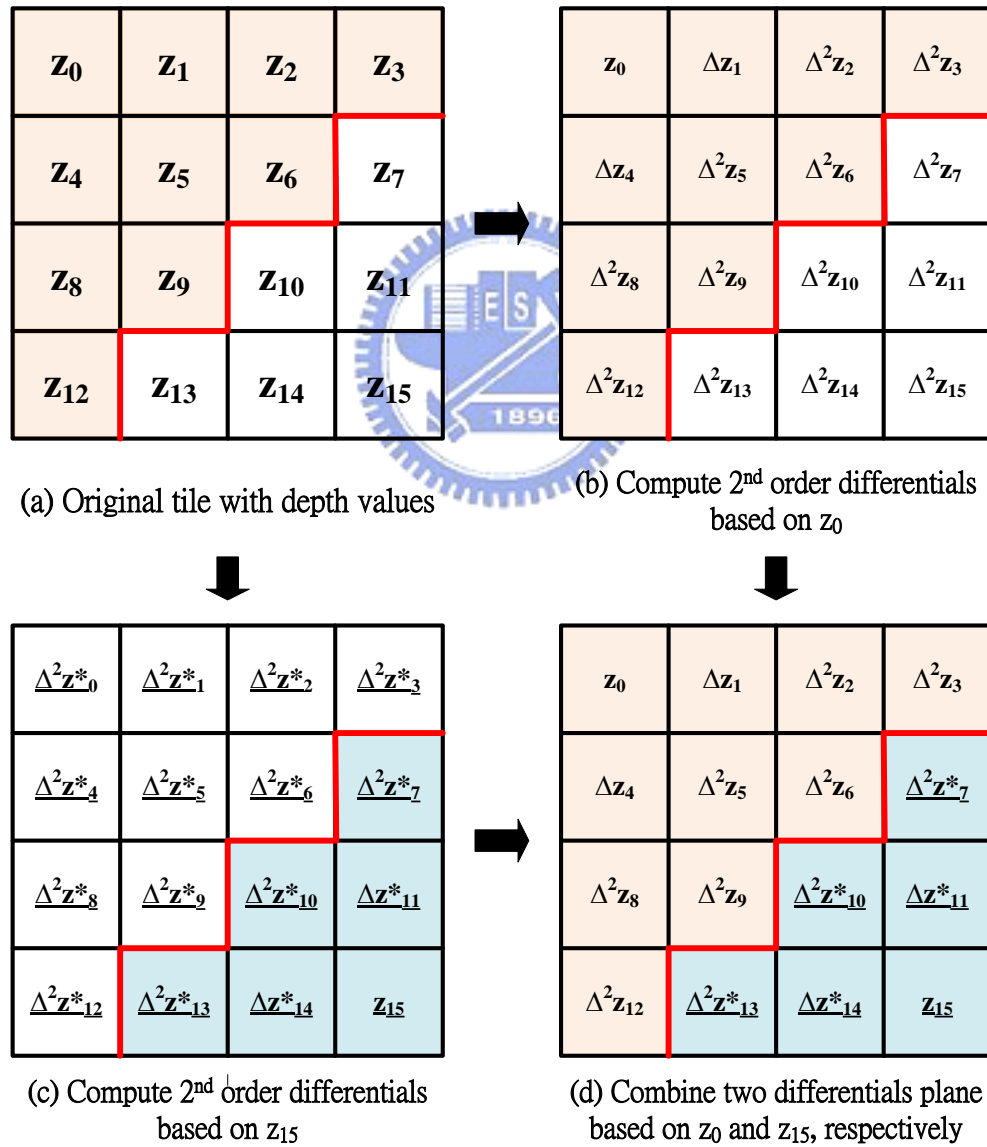 z₀ z₁ z₂ z₃
z₄ z₅ z₆ z₇
z₈ z₉ z₁₀ z₁₁
z₁₂ z₁₃ z₁₄ z₁₅
(a) Original tile with depth values
z₀ Δz₁ Δ²z₂ Δ²z₃
Δz₄ Δ²z₅ Δ²z₆ Δ²z₇
Δ²z₈ Δ²z₉ Δ²z₁₀ Δ²z₁₁
Δ²z₁₂ Δ²z₁₃ Δ²z₁₄ Δ²z₁₅
(b) Compute 2nd order differentials
based on z₀
ES
1896
Δ²z*₀ Δ²z*₁ Δ²z*₂ Δ²z*₃
Δ²z*₄ Δ²z*₅ Δ²z*₆ Δ²z*₇
Δ²z*₈ Δ²z*₉ Δ²z*₁₀ Δz*₁₁
Δ²z*₁₂ Δ²z*₁₃ Δz*₁₄ z₁₅
(c) Compute 2nd order differentials
based on z₁₅
z₀ Δz₁ Δ²z₂ Δ²z₃
Δz₄ Δ²z₅ Δ²z₆ Δ²z*₇
Δ²z₈ Δ²z₉ Δ²z*₁₀ Δz*₁₁
Δ²z₁₂ Δ²z*₁₃ Δz*₁₄ z₁₅
(d) Combine two differentials plane
based on z₀ and z₁₅, respectively